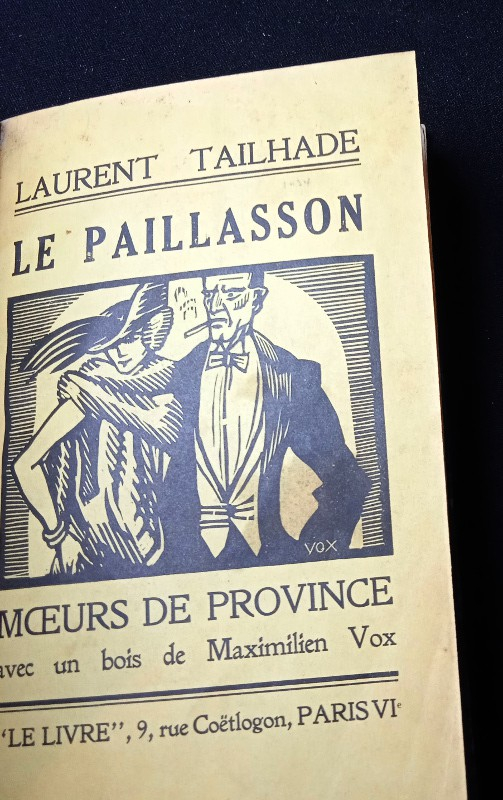 LAURENT TAILHADE
LE PAILLASSON
VOX
MŒURS DE PROVINCE
avec un bois de Maximilien Vox
"LE LIVRE", 9, rue Coëtlogon, PARIS VIe